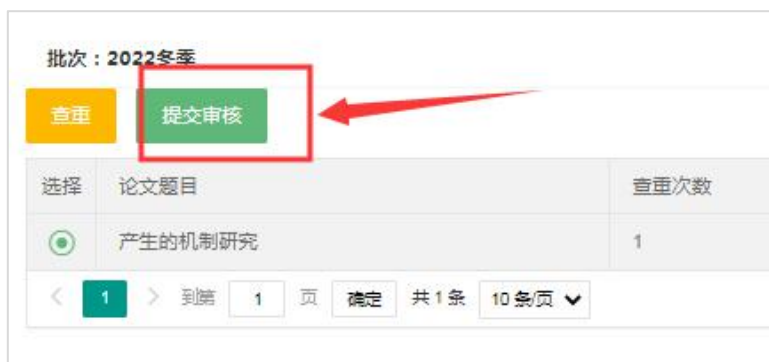 批次：2022冬季
查重 提交审核
选择 论文题目 查重次数
产生的机制研究 1
< 1 > 到第 1 页 确定 共1条 10条/页